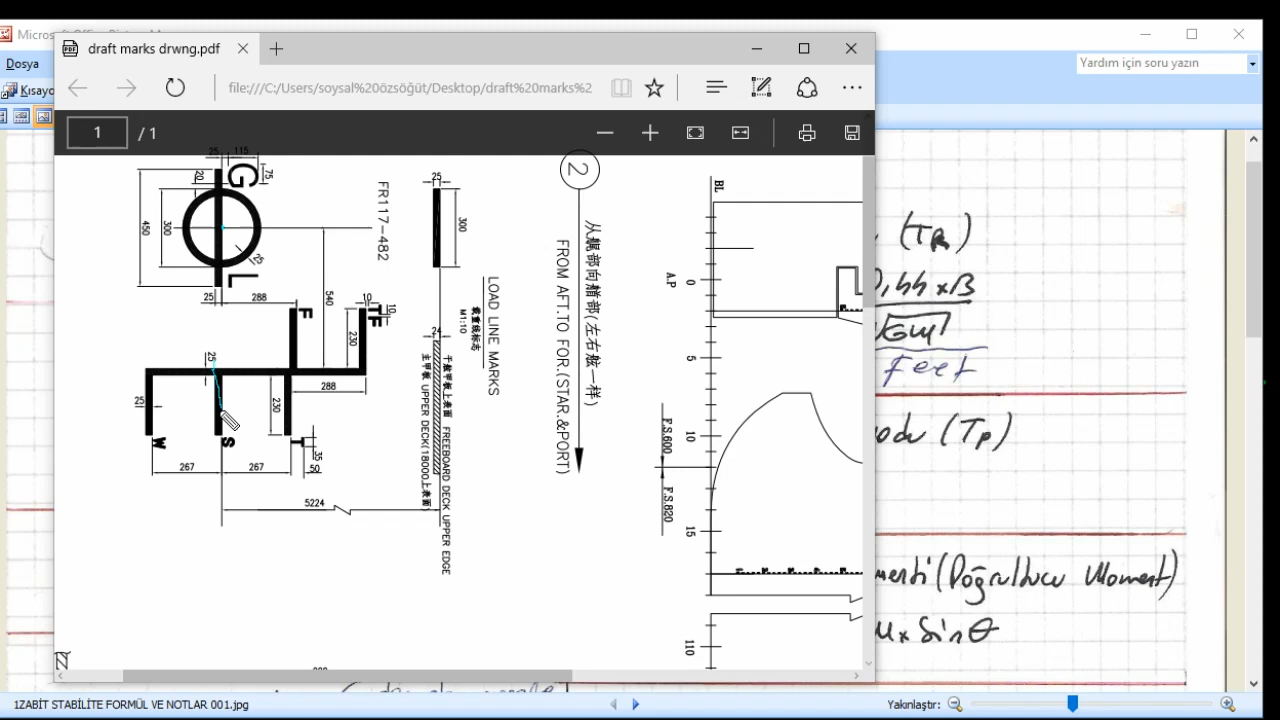 Micros
draft marks drwng.pdf
Dosya
Yardım için soru yazın
Kısayo
file:///C:/Users/soysal%20özsöğüt/Desktop/draft%20marks%2
1 / 1
25
115
75
20
G
L
450
300
25
FR117-482
25
300
540
25
288
F
10
10
TF
230
288
25
25
230
W
S
T
35
50
267
267
5224
24
LOAD LINE MARKS
载重线标志
M1:10
干舷甲板上表面 FREEBOARD DECK UPPER EDGE
主甲板 UPPER DECK(18000上表面)
2
从艉部向艏部(左右舷一样)
FROM AFT.TO FOR.(STAR.&PORT)
BL
A.P
0
5
10
15
110
F.S.600
F.S.820
(TR)
0,44 x B
√GM
Feet
odu (Tp)
menti (Doğrultucu Moment)
x Sin θ
1ZABİT STABİLİTE FORMÜL VE NOTLAR 001.jpg
Yakınlaştır: